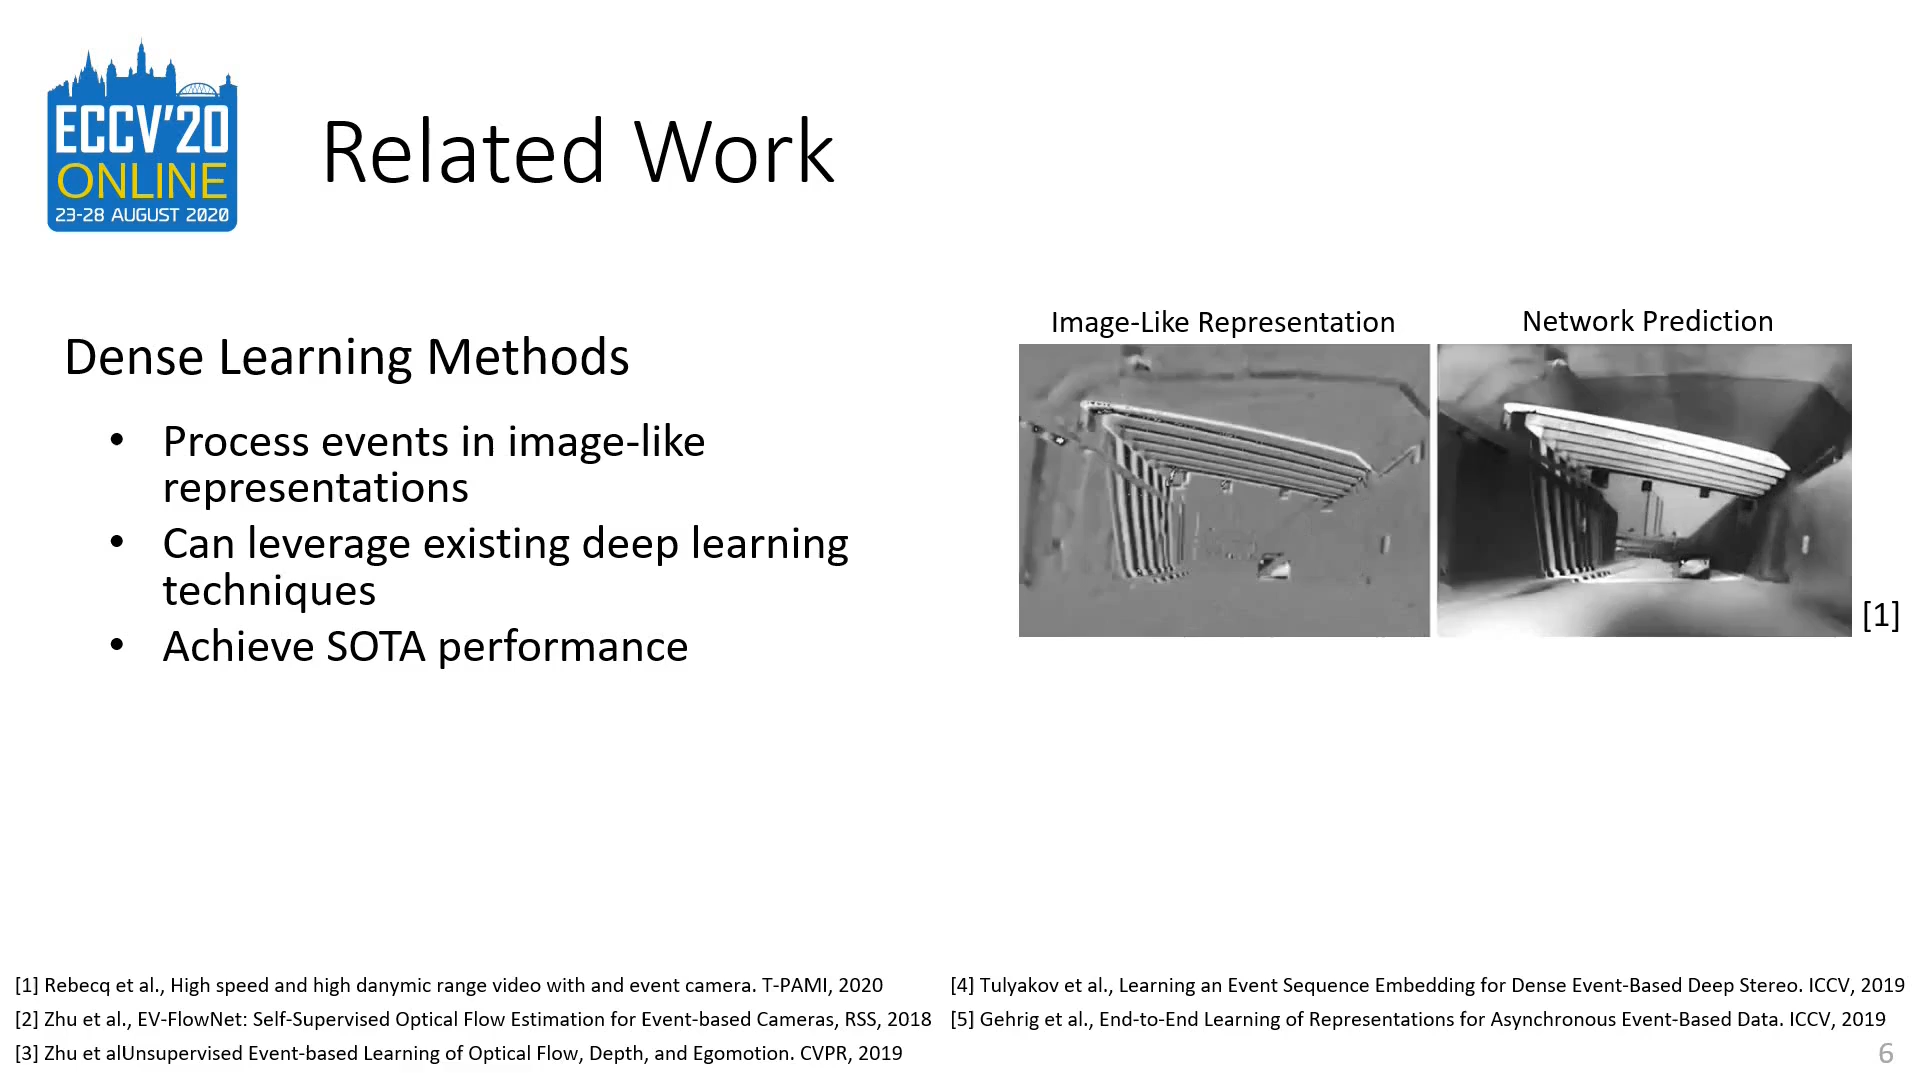 ECCV'20
ONLINE
23-28 AUGUST 2020
Related Work
Dense Learning Methods
• Process events in image-like
representations
• Can leverage existing deep learning
techniques
• Achieve SOTA performance
Image-Like Representation
Network Prediction
[1]
[1] Rebecq et al., High speed and high danymic range video with and event camera. T-PAMI, 2020
[2] Zhu et al., EV-FlowNet: Self-Supervised Optical Flow Estimation for Event-based Cameras, RSS, 2018
[3] Zhu et alUnsupervised Event-based Learning of Optical Flow, Depth, and Egomotion. CVPR, 2019
[4] Tulyakov et al., Learning an Event Sequence Embedding for Dense Event-Based Deep Stereo. ICCV, 2019
[5] Gehrig et al., End-to-End Learning of Representations for Asynchronous Event-Based Data. ICCV, 2019
6